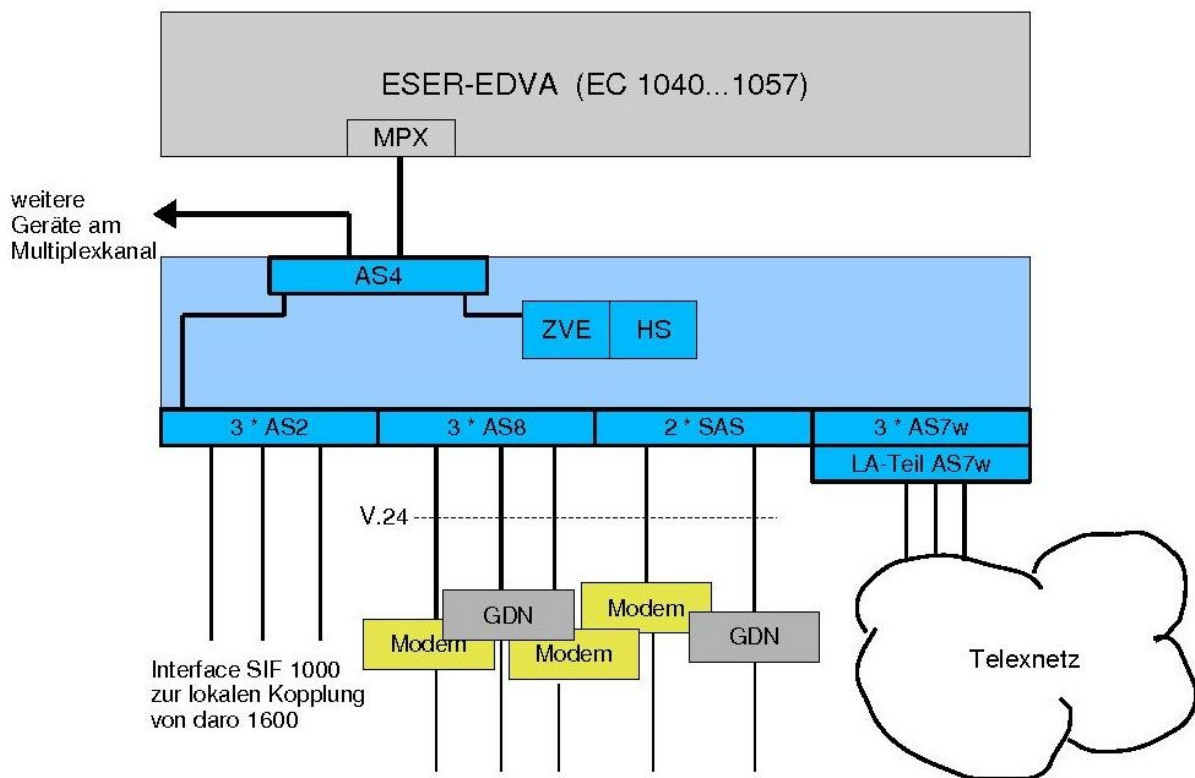 ESER-EDVA (EC 1040...1057)
MPX
weitere
Geräte am
Multiplexkanal
AS4
ZVE
HS
3 * AS2
3 * AS8
2 * SAS
3 * AS7w
LA-Teil AS7w
V.24
Modem
GDN
Modem
Modem
GDN
Interface SIF 1000
zur lokalen Kopplung
von daro 1600
Telexnetz